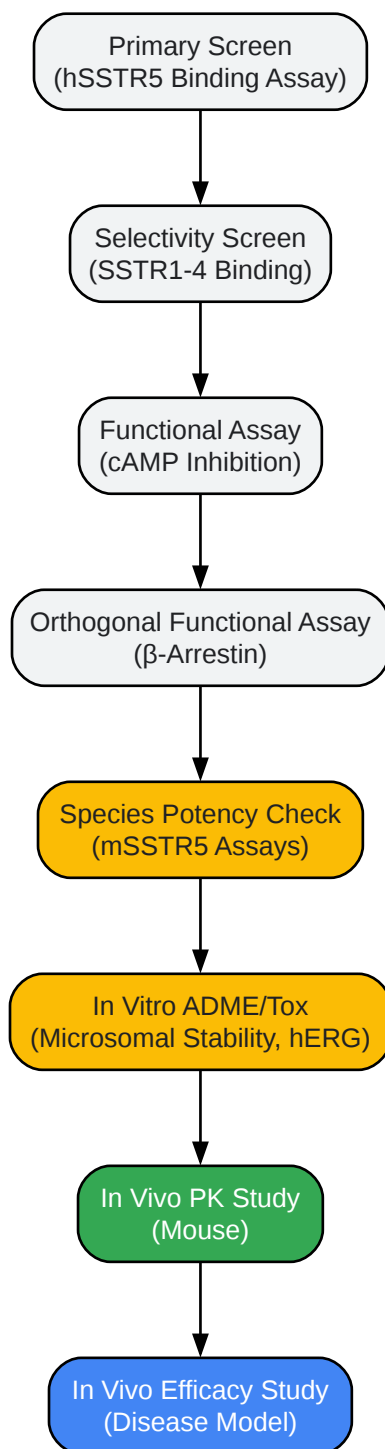 Primary Screen
(hSSTR5 Binding Assay)
Selectivity Screen
(SSTR1-4 Binding)
Functional Assay
(cAMP Inhibition)
Orthogonal Functional Assay
(β-Arrestin)
Species Potency Check
(mSSTR5 Assays)
In Vitro ADME/Tox
(Microsomal Stability, hERG)
In Vivo PK Study
(Mouse)
In Vivo Efficacy Study
(Disease Model)